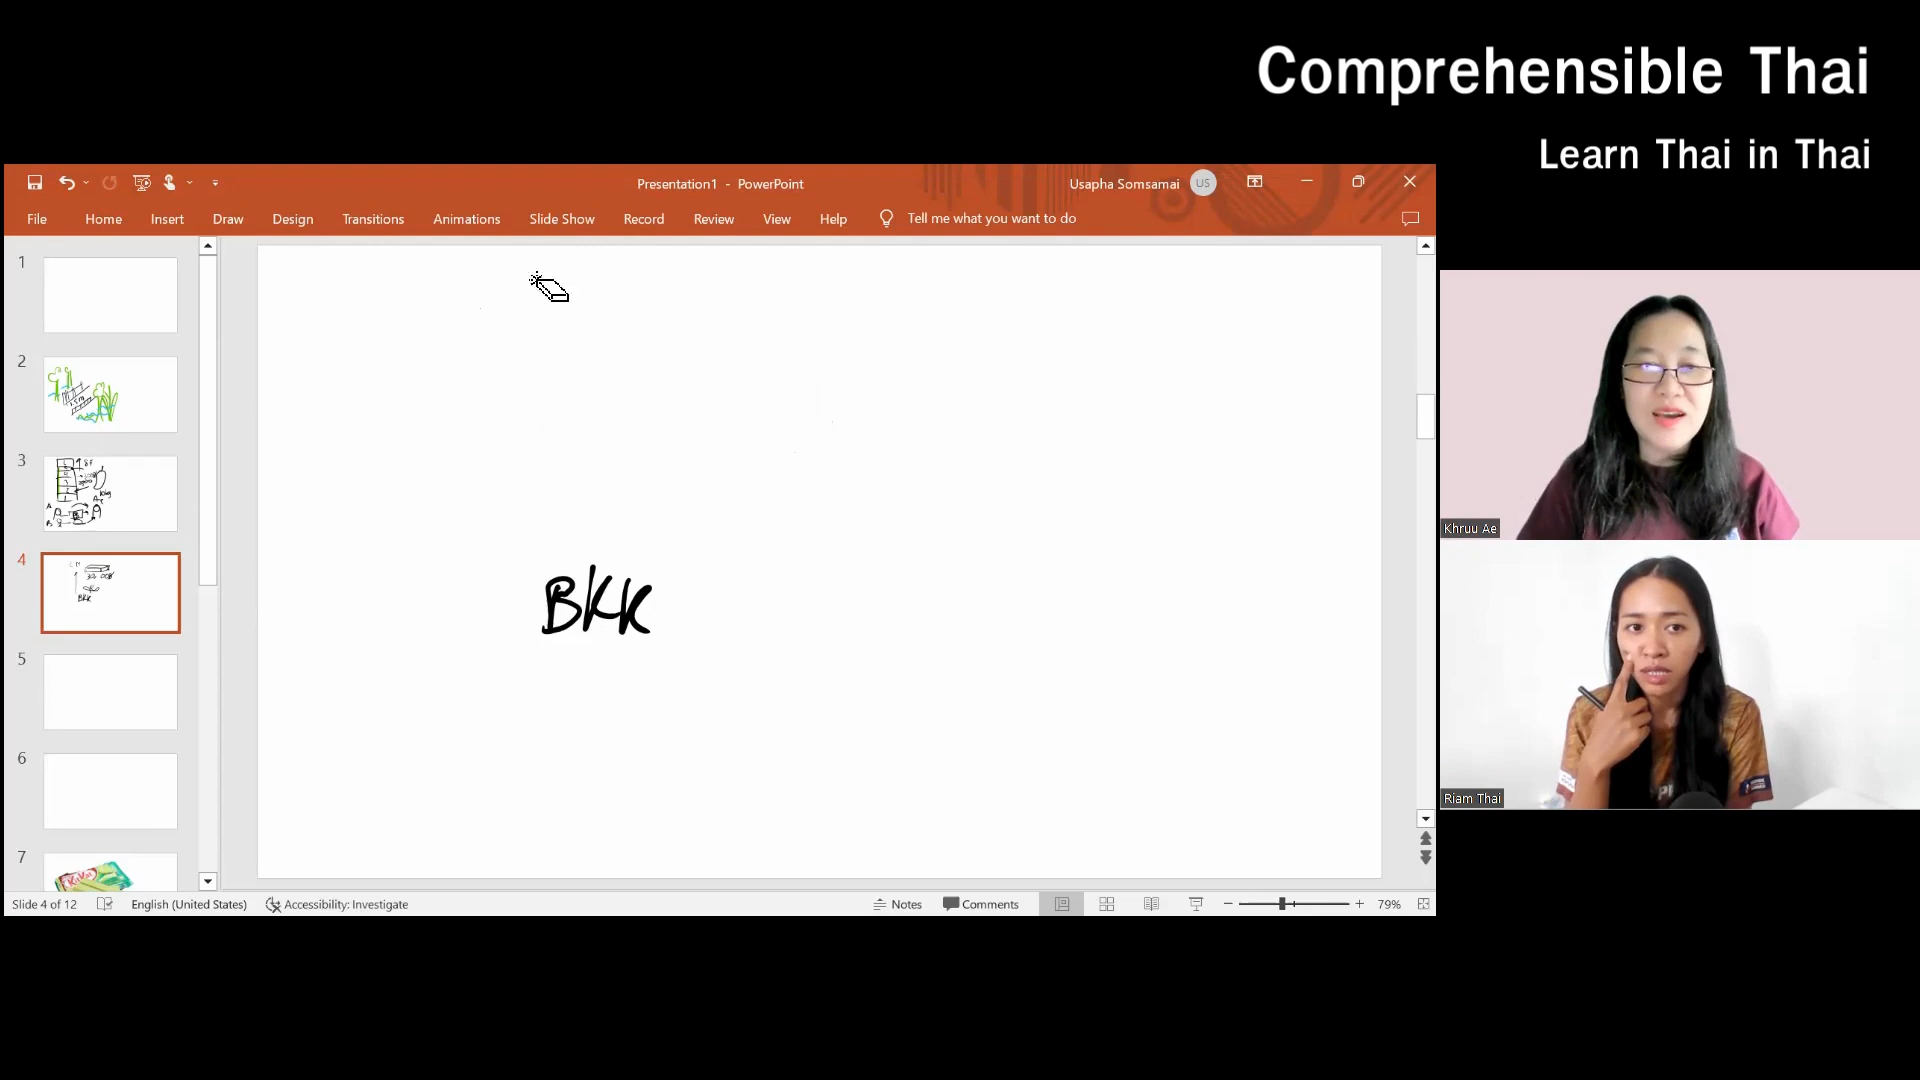 Comprehensible Thai
Learn Thai in Thai
Presentation1 - PowerPoint
Usapha Somsamai
US
File Home Insert Draw Design Transitions Animations Slide Show Record Review View Help Tell me what you want to do
1
2
3
4
BKK
5
6
7
KitKat
BKK
Khruu Ae
Riam Thai
Slide 4 of 12 English (United States) Accessibility: Investigate Notes Comments 79%